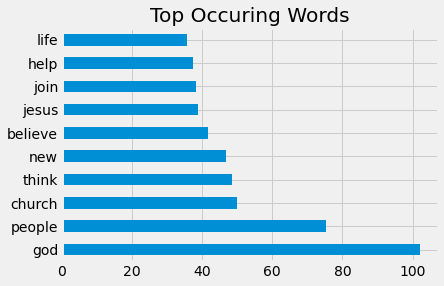 Top Occuring Words
life
help
join
jesus
believe
new
think
church
people
god
0 20 40 60 80 100